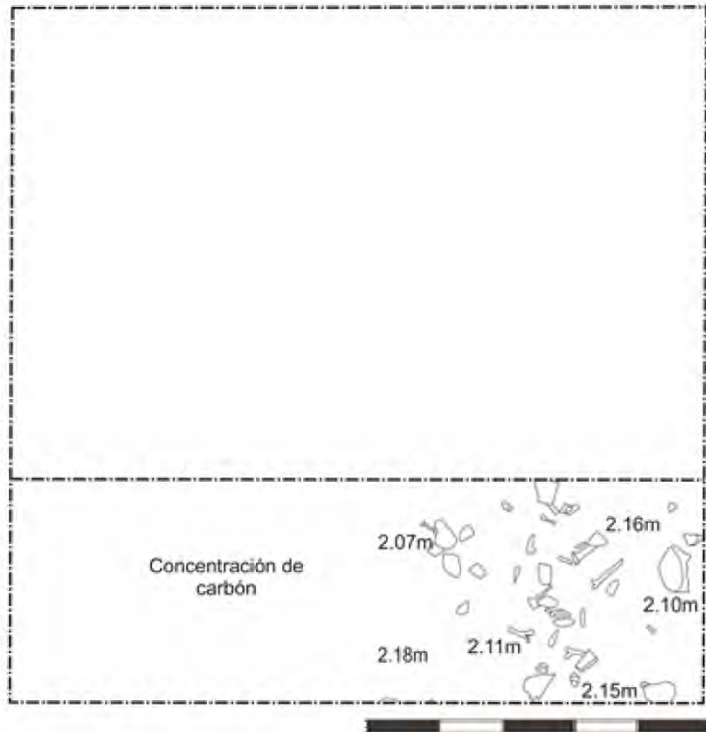 2.16m
2.07m
Concentración de
carbón
2.10m
2.11m
2.18m
2.15m